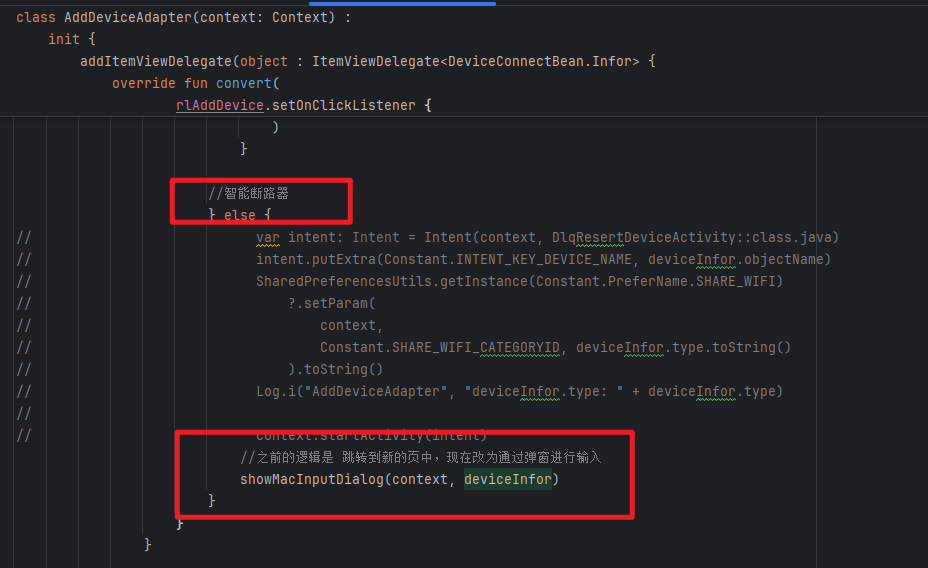 class AddDeviceAdapter(context: Context) :
init {
addItemViewDelegate(object : ItemViewDelegate<DeviceConnectBean.Infor> {
override fun convert(
rlAddDevice.setOnClickListener {
)
}
//智能断路器
} else {
// var intent: Intent = Intent(context, DlqResertDeviceActivity::class.java)
// intent.putExtra(Constant.INTENT_KEY_DEVICE_NAME, deviceInfor.objectName)
// SharedPreferencesUtils.getInstance(Constant.PreferName.SHARE_WIFI)
// ?.setParam(
// context,
// Constant.SHARE_WIFI_CATEGORYID, deviceInfor.type.toString()
// ).toString()
// Log.i("AddDeviceAdapter", "deviceInfor.type: " + deviceInfor.type)
//
// context.startActivity(intent)
//之前的逻辑是 跳转到新的页中，现在改为通过弹窗进行输入
showMacInputDialog(context, deviceInfor)
}
}
}